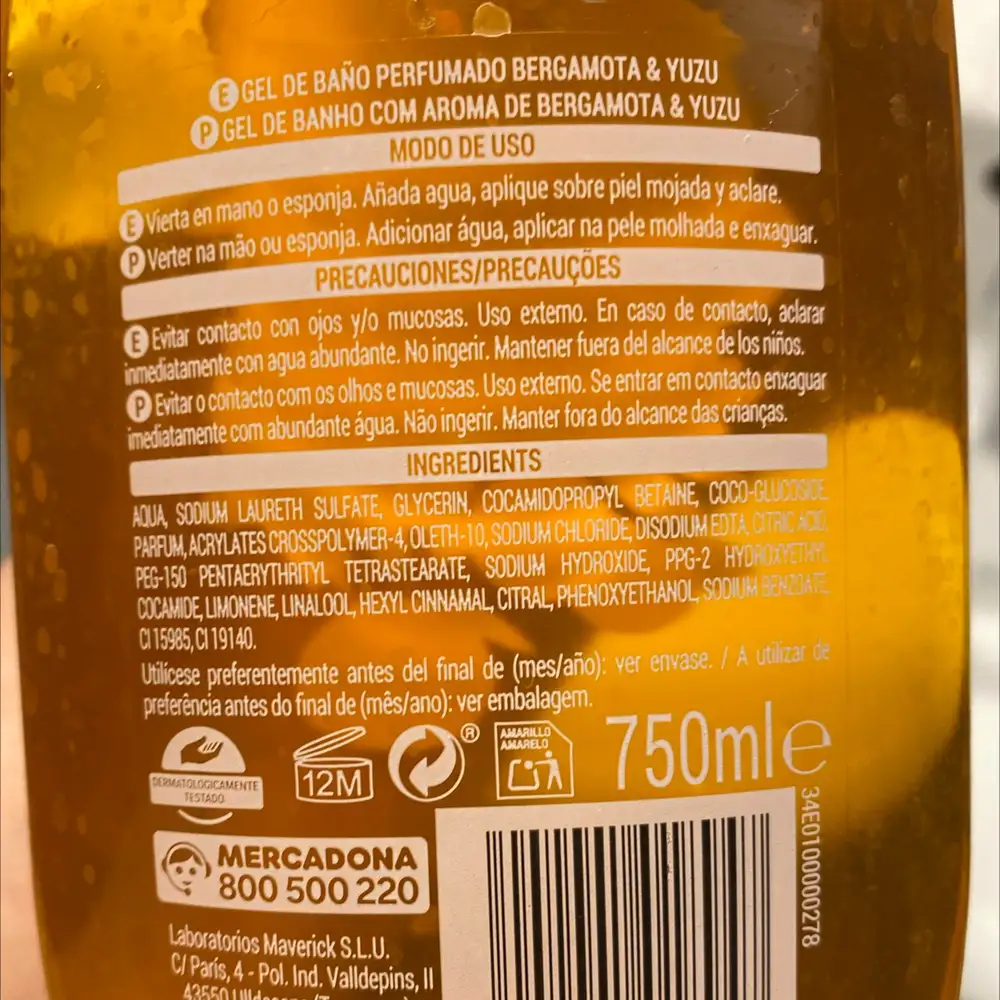 E GEL DE BAÑO PERFUMADO BERGAMOTA & YUZU
P GEL DE BANHO COM AROMA DE BERGAMOTA & YUZU
MODO DE USO
E Vierta en mano o esponja. Añada agua, aplique sobre piel mojada y aclare.
P Verter na mão ou esponja. Adicionar água, aplicar na pele molhada e enxaguar.
PRECAUCIONES/PRECAUÇÕES
E Evitar contacto con ojos y/o mucosas. Uso externo. En caso de contacto, aclarar
inmediatamente con agua abundante. No ingerir. Mantener fuera del alcance de los niños.
P Evitar o contacto com os olhos e mucosas. Uso externo. Se entrar em contacto enxaguar
imediatamente com abundante água. Não ingerir. Manter fora do alcance das crianças.
INGREDIENTS
AQUA, SODIUM LAURETH SULFATE, GLYCERIN, COCAMIDOPROPYL BETAINE, COCO-GLUCOSIDE,
PARFUM, ACRYLATES CROSSPOLYMER-4, OLETH-10, SODIUM CHLORIDE, DISODIUM EDTA, CITRIC ACID,
PEG-150 PENTAERYTHRITYL TETRASTEARATE, SODIUM HYDROXIDE, PPG-2 HYDROXYETHYL
COCAMIDE, LIMONENE, LINALOOL, HEXYL CINNAMAL, CITRAL, PHENOXYETHANOL, SODIUM BENZOATE,
CI 15985, CI 19140.
Utilícese preferentemente antes del final de (mes/año): ver envase. / A utilizar de
preferência antes do final de (mês/ano): ver embalagem.
DERMATOLOGICAMENTE
TESTADO
12M
®
AMARILLO
AMARELO
750ml e
34E0100000278
MERCADONA
800 500 220
Laboratorios Maverick S.L.U.
C/ París, 4 - Pol. Ind. Valldepins, II
43550